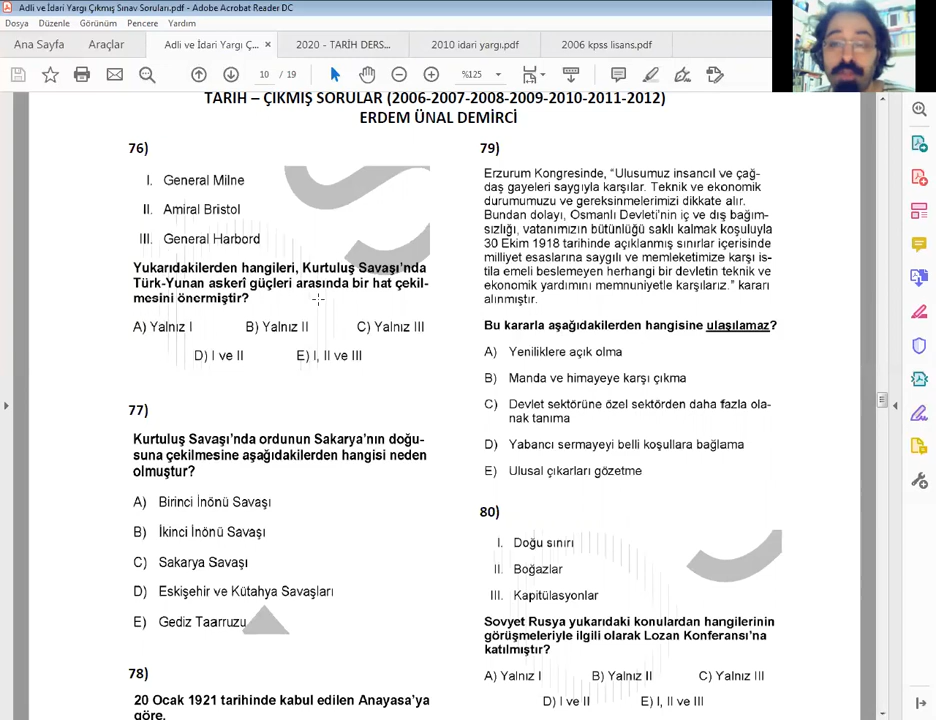 Adli ve İdari Yargı Çıkmış Sınav Soruları.pdf - Adobe Acrobat Reader DC
Dosya Düzenle Görünüm Pencere Yardım
Ana Sayfa Araçlar Adli ve İdari Yargı Ç... × 2020 - TARİH DERS... 2010 idari yargı.pdf 2006 kpss lisans.pdf
10 / 19 %125
TARİH – ÇIKMIŞ SORULAR (2006-2007-2008-2009-2010-2011-2012)
ERDEM ÜNAL DEMİRCİ
76)
I. General Milne
II. Amiral Bristol
III. General Harbord
Yukarıdakilerden hangileri, Kurtuluş Savaşı’nda
Türk-Yunan askerî güçleri arasında bir hat çekil-
mesini önermiştir?
A) Yalnız I B) Yalnız II C) Yalnız III
D) I ve II E) I, II ve III
77)
Kurtuluş Savaşı’nda ordunun Sakarya’nın doğu-
suna çekilmesine aşağıdakilerden hangisi neden
olmuştur?
A) Birinci İnönü Savaşı
B) İkinci İnönü Savaşı
C) Sakarya Savaşı
D) Eskişehir ve Kütahya Savaşları
E) Gediz Taarruzu
78)
20 Ocak 1921 tarihinde kabul edilen Anayasa’ya
göre,
79)
Erzurum Kongresinde, “Ulusumuz insancıl ve çağ-
daş gayeleri saygıyla karşılar. Teknik ve ekonomik
durumumuzu ve gereksinmelerimizi dikkate alır.
Bundan dolayı, Osmanlı Devleti’nin iç ve dış bağım-
sızlığı, vatanımızın bütünlüğü saklı kalmak koşuluyla
30 Ekim 1918 tarihinde açıklanmış sınırlar içerisinde
milliyet esaslarına saygılı ve memleketimize karşı is-
tila emeli beslemeyen herhangi bir devletin teknik ve
ekonomik yardımını memnuniyetle karşılarız.” kararı
alınmıştır.
Bu kararla aşağıdakilerden hangisine ulaşılamaz?
A) Yeniliklere açık olma
B) Manda ve himayeye karşı çıkma
C) Devlet sektörüne özel sektörden daha fazla ola-
nak tanıma
D) Yabancı sermayeyi belli koşullara bağlama
E) Ulusal çıkarları gözetme
80)
I. Doğu sınırı
II. Boğazlar
III. Kapitülasyonlar
Sovyet Rusya yukarıdaki konulardan hangilerinin
görüşmeleriyle ilgili olarak Lozan Konferansı’na
katılmıştır?
A) Yalnız I B) Yalnız II C) Yalnız III
D) I ve II E) I, II ve III